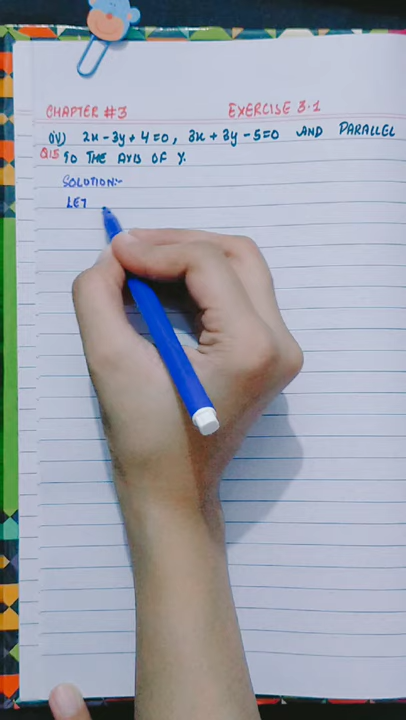 CHAPTER #3 EXERCISE 3.1
(iv) 2x - 3y + 4 = 0, 3x + 3y - 5 = 0 AND PARALLEL
Q15 TO THE AXIS OF Y.
SOLUTION:-
LET